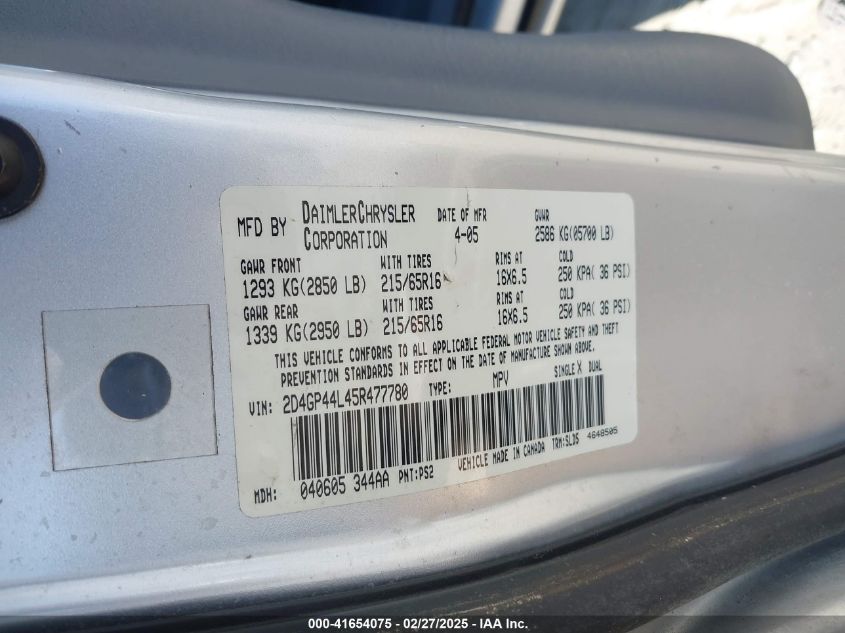 MFD BY DAIMLERCHRYSLER CORPORATION DATE OF MFR 4-05 GVWR 2586 KG(05700 LB)
GAWR FRONT WITH TIRES RIMS AT COLD
1293 KG(2850 LB) 215/65R16 16X6.5 250 KPA( 36 PSI)
GAWR REAR WITH TIRES RIMS AT COLD
1339 KG(2950 LB) 215/65R16 16X6.5 250 KPA( 36 PSI)
THIS VEHICLE CONFORMS TO ALL APPLICABLE FEDERAL MOTOR VEHICLE SAFETY AND THEFT
PREVENTION STANDARDS IN EFFECT ON THE DATE OF MANUFACTURE SHOWN ABOVE.
VIN: 2D4GP44L45R477780 TYPE: MPV SINGLE X DUAL
MDH: 040605 344AA PNT:PS2 VEHICLE MADE IN CANADA TRM:SLDS 4648505
000-41654075 - 02/27/2025 - IAA Inc.